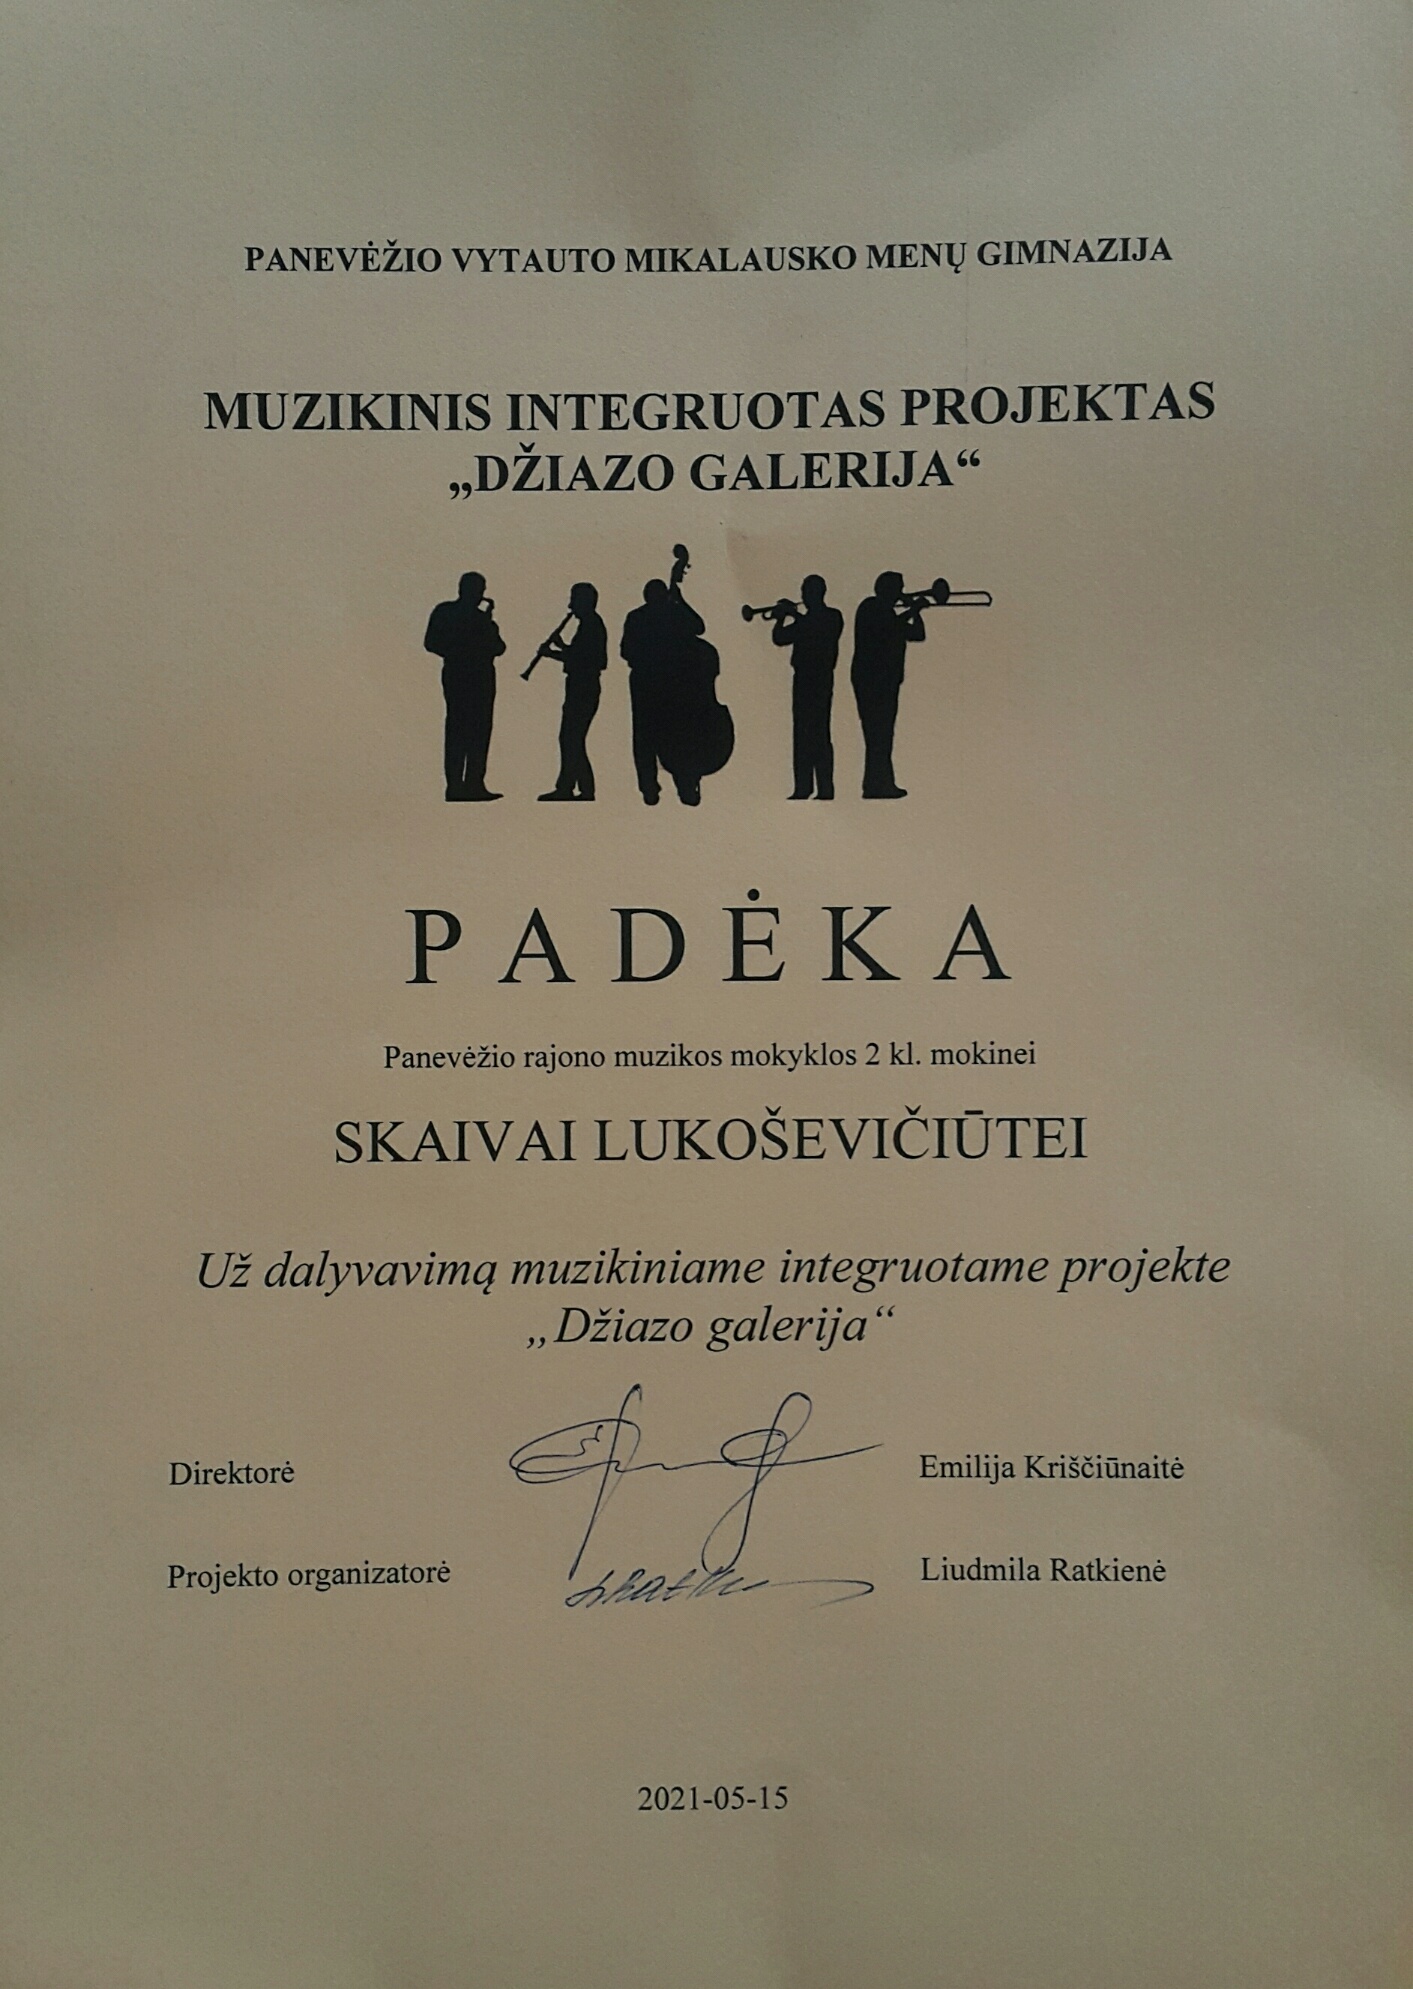 PANEVĖŽIO VYTAUTO MIKALAUSKO MENŲ GIMNAZIJA
MUZIKINIS INTEGRUOTAS PROJEKTAS
„DŽIAZO GALERIJA“
PADĖKA
Panevėžio rajono muzikos mokyklos 2 kl. mokinei
SKAIVAI LUKOŠEVIČIŪTEI
Už dalyvavimą muzikiniame integruotame projekte
„Džiazo galerija“
Direktorė Emilija Kriščiūnaitė
Projekto organizatorė Liudmila Ratkienė
2021-05-15